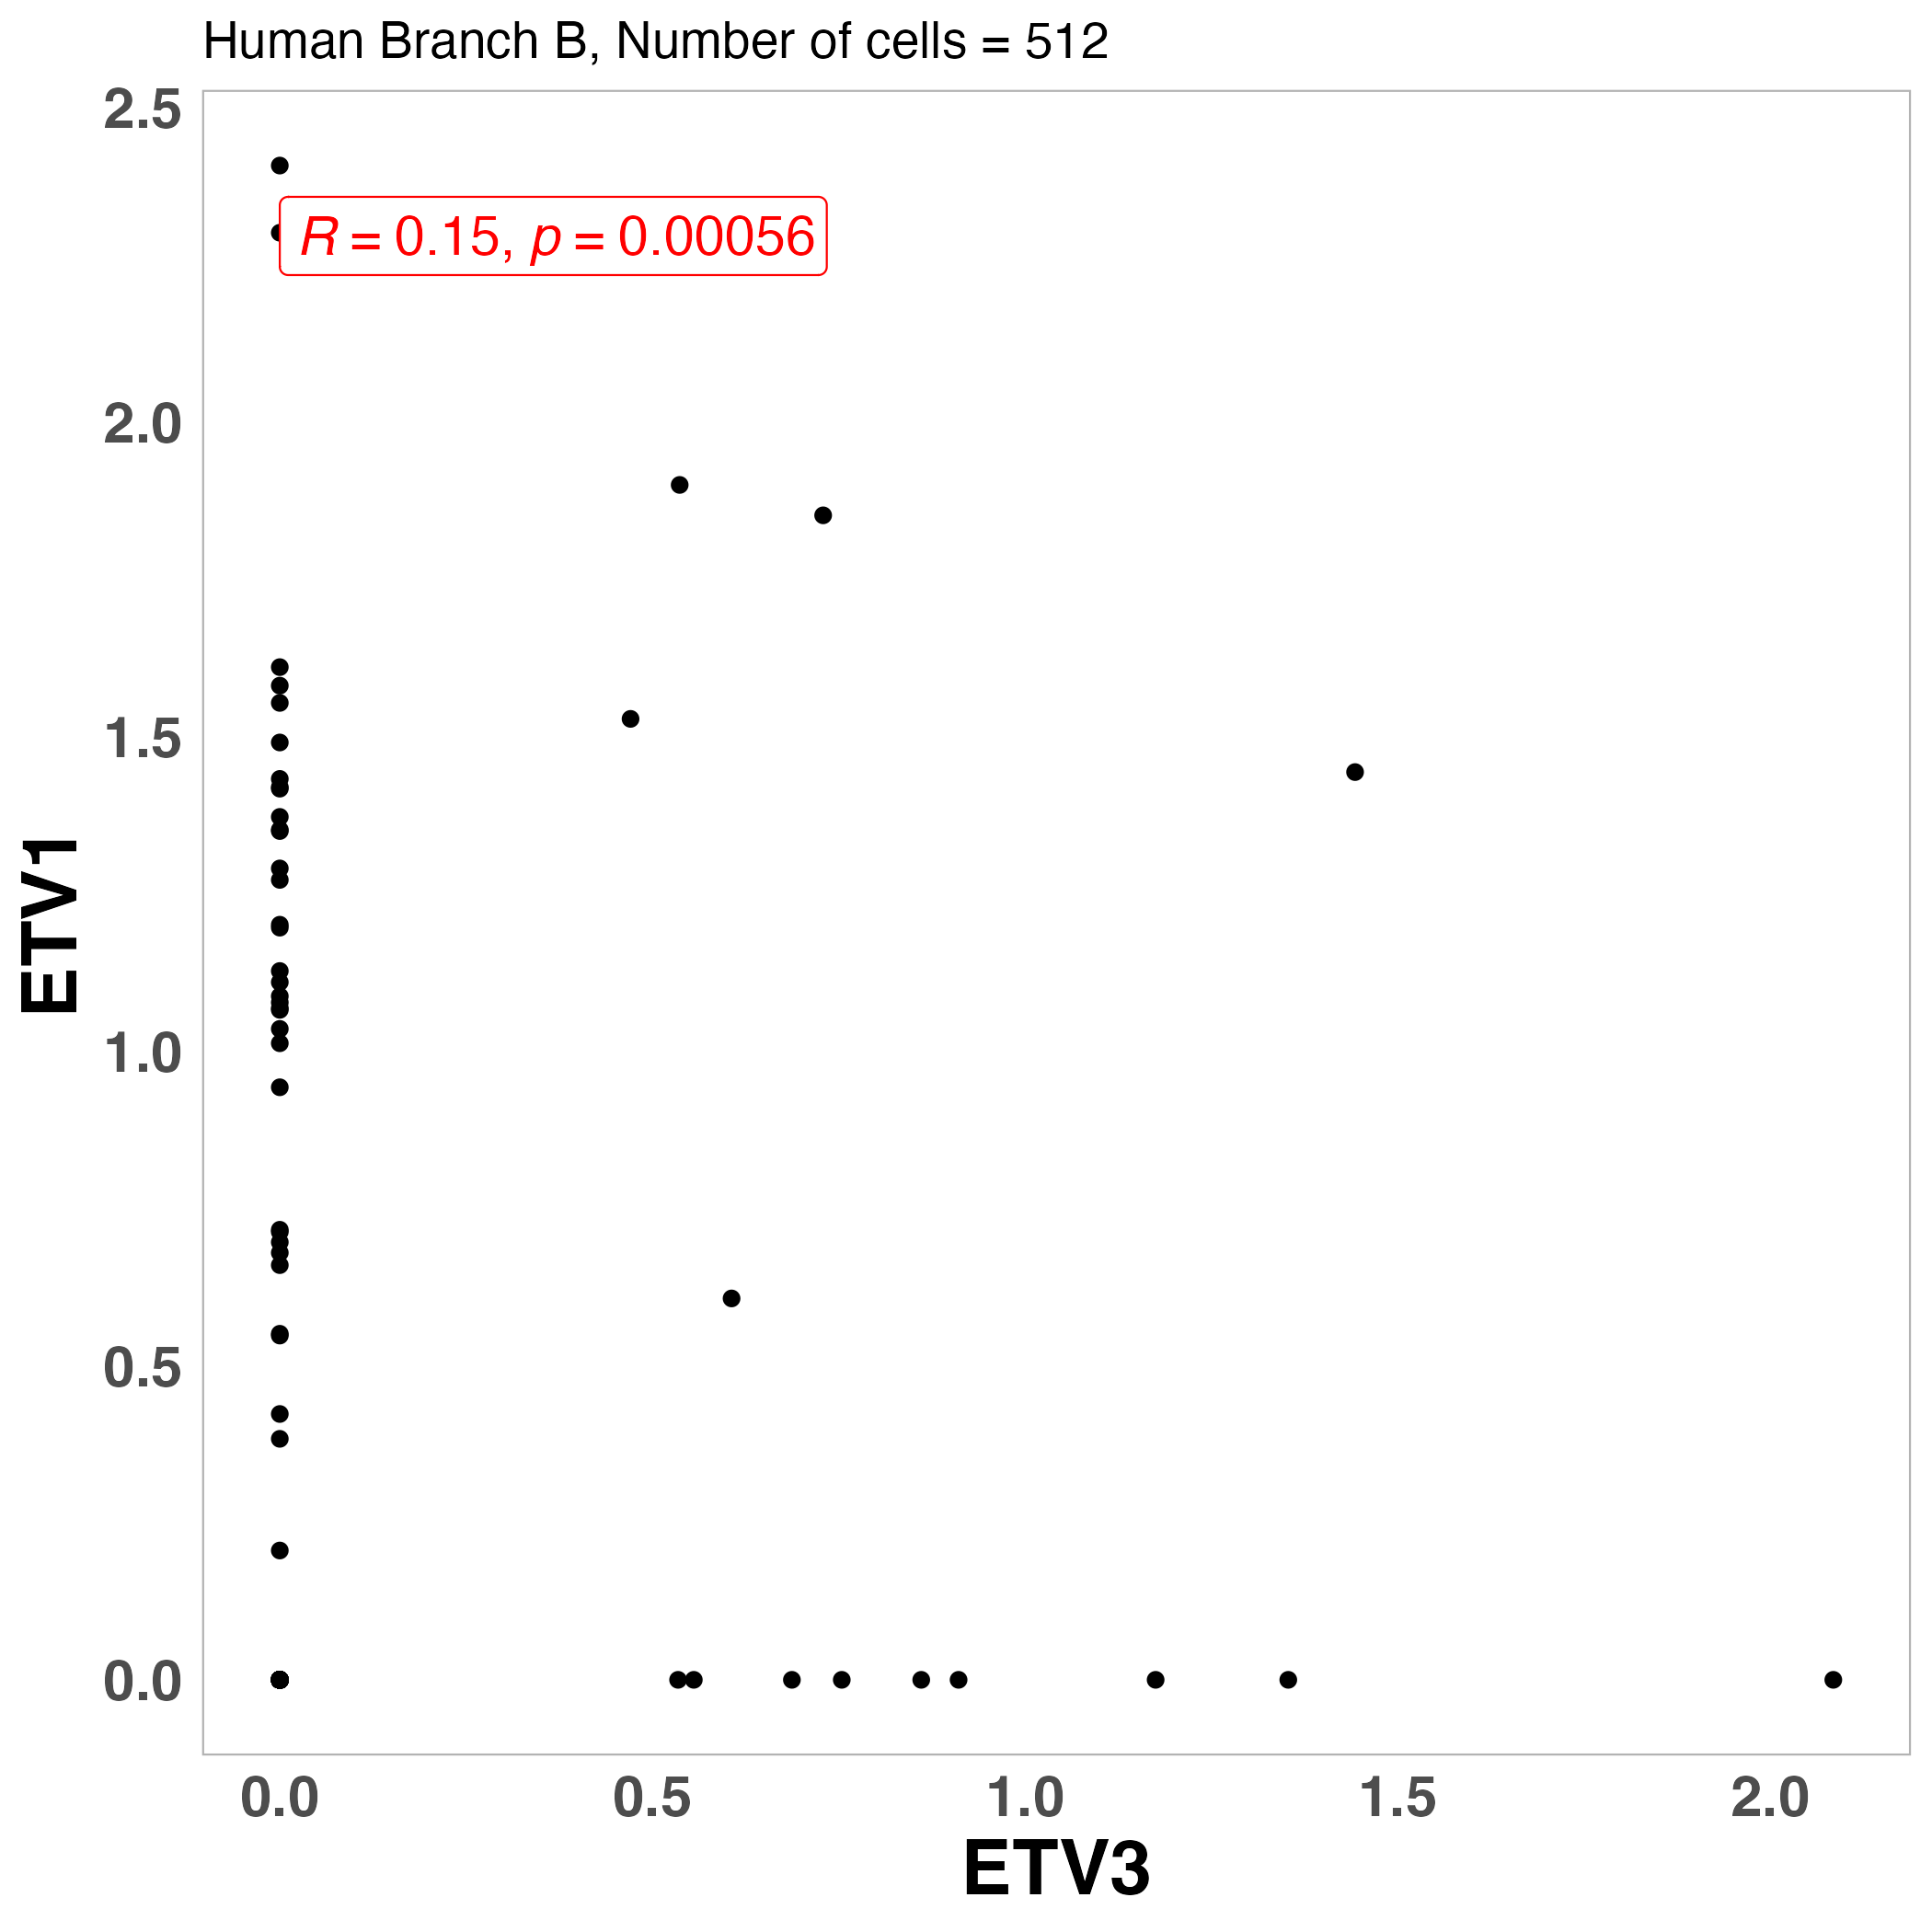 Human Branch B, Number of cells = 512
2.5
R = 0.15, p = 0.00056
2.0
1.5
ETV1
1.0
0.5
0.0
0.0 0.5 1.0 1.5 2.0
ETV3